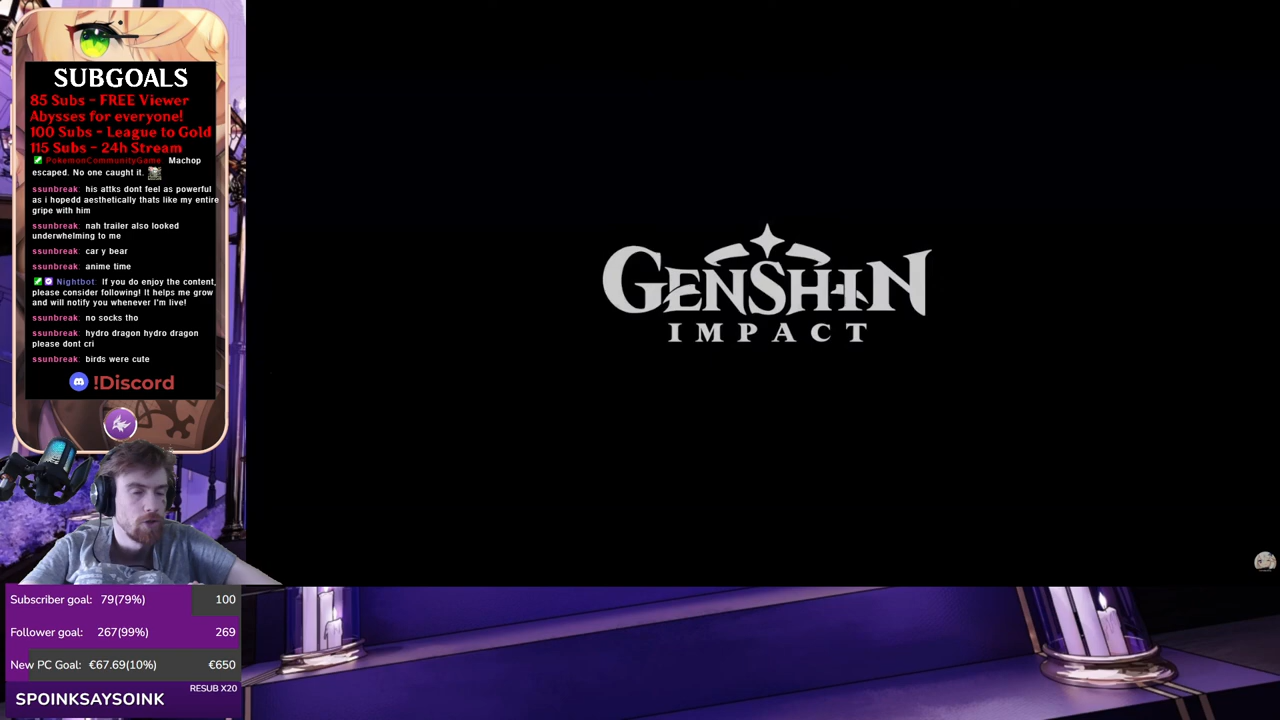 SUBGOALS
85 Subs - FREE Viewer
Abysses for everyone!
100 Subs - League to Gold
115 Subs - 24h Stream
PokemonCommunityGame: Machop
escaped. No one caught it.
ssunbreak: his attks dont feel as powerful
as i hopedd aesthetically thats like my entire
gripe with him
ssunbreak: nah trailer also looked
underwhelming to me
ssunbreak: car y bear
ssunbreak: anime time
Nightbot: If you do enjoy the content,
please consider following! It helps me grow
and will notify you whenever I'm live!
ssunbreak: no socks tho
ssunbreak: hydro dragon hydro dragon
please dont cri
ssunbreak: birds were cute
!Discord
GENSHIN
IMPACT
Subscriber goal: 79(79%) 100
Follower goal: 267(99%) 269
New PC Goal: €67.69(10%) €650
SPOINKSAYSOINK RESUB X20